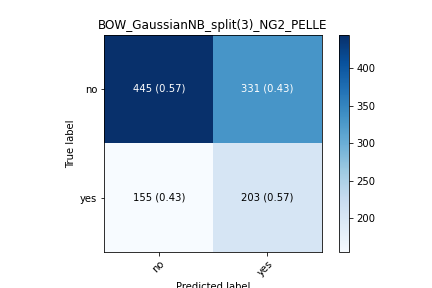 BOW_GaussianNB_split(3)_NG2_PELLE
no 445 (0.57) 331 (0.43)
yes 155 (0.43) 203 (0.57)
True label
no yes
Predicted label
400
350
300
250
200